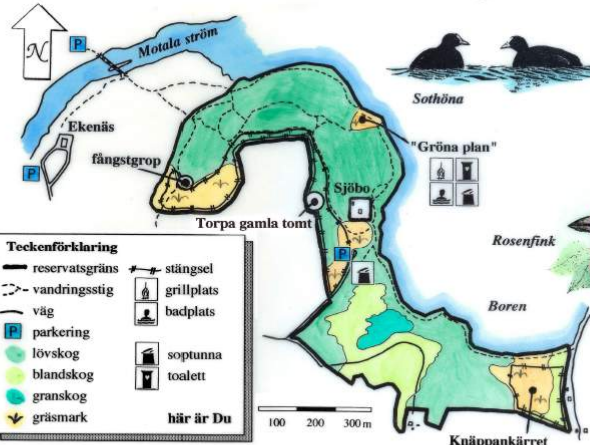 N
P
Motala ström
Sothöna
Ekenäs
P
"Gröna plan"
fångstgrop
Sjöbo
Torpa gamla tomt
P
Rosenfink
Boren
Knäppankärret
Teckenförklaring
reservatsgräns
stängsel
vandringsstig
grillplats
väg
badplats
P parkering
lövskog
blandskog
soptunna
granskog
toalett
gräsmark
här är Du
100 200 300 m